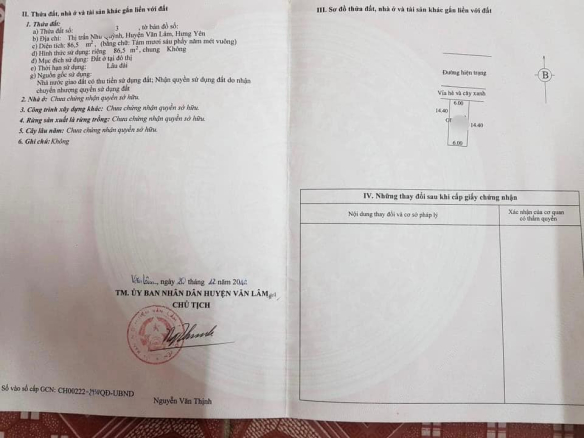 II. Thửa đất, nhà ở và tài sản khác gắn liền với đất
1. Thửa đất:
a) Thửa đất số: 3 , tờ bản đồ số:
b) Địa chỉ: Thị trấn Như Quỳnh, Huyện Văn Lâm, Hưng Yên
c) Diện tích: 86,5 m², (bằng chữ: Tám mươi sáu phẩy năm mét vuông)
d) Hình thức sử dụng: riêng 86,5 m², chung Không
đ) Mục đích sử dụng: Đất ở tại đô thị
e) Thời hạn sử dụng: Lâu dài
g) Nguồn gốc sử dụng:
Nhà nước giao đất có thu tiền sử dụng đất; Nhận quyền sử dụng đất do nhận
chuyển nhượng quyền sử dụng đất
2. Nhà ở: Chưa chứng nhận quyền sở hữu.
3. Công trình xây dựng khác: Chưa chứng nhận quyền sở hữu.
4. Rừng sản xuất là rừng trồng: Chưa chứng nhận quyền sở hữu.
5. Cây lâu năm: Chưa chứng nhận quyền sở hữu.
6. Ghi chú: Không
Văn Lâm, ngày 20 tháng 12 năm
TM. ỦY BAN NHÂN DÂN HUYỆN VĂN LÂM
CHỦ TỊCH
Số vào sổ cấp GCN: CH00222 QĐ-UBND
Nguyễn Văn Thịnh
III. Sơ đồ thửa đất, nhà ở và tài sản khác gắn liền với đất
Đường hiện trạng
B
Vỉa hè và cây xanh
6.00
14.40
14.40
6.00
IV. Những thay đổi sau khi cấp giấy chứng nhận
Nội dung thay đổi và cơ sở pháp lý
Xác nhận của cơ quan
có thẩm quyền